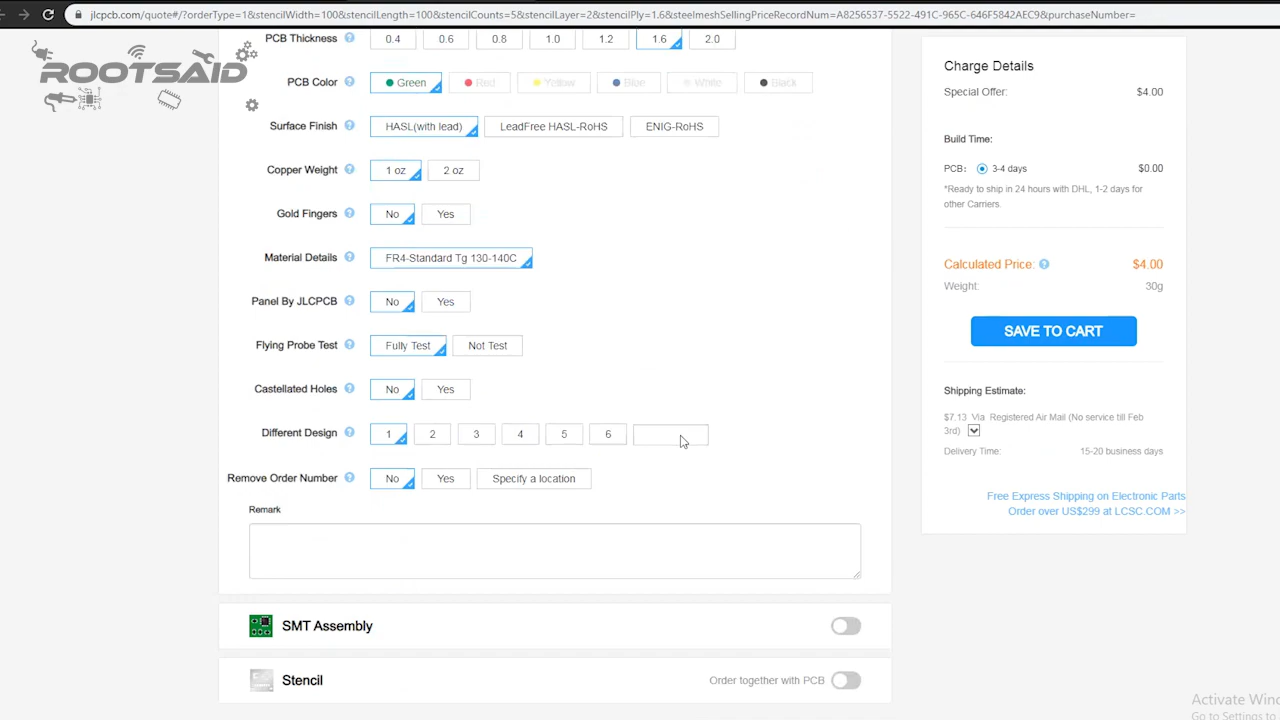 jlcpcb.com/quote#/?orderType=1&stencilWidth=100&stencilLength=100&stencilCounts=5&stencilLayer=2&stencilPly=1.6&steelmeshSellingPriceRecordNum=A8256537-5522-491C-965C-646F5842AEC9&purchaseNumber=
ROOTSAID
PCB Thickness ? 0.4 0.6 0.8 1.0 1.2 1.6 2.0
PCB Color ? Green Red Yellow Blue White Black
Surface Finish ? HASL(with lead) LeadFree HASL-RoHS ENIG-RoHS
Copper Weight ? 1 oz 2 oz
Gold Fingers ? No Yes
Material Details ? FR4-Standard Tg 130-140C
Panel By JLCPCB ? No Yes
Flying Probe Test ? Fully Test Not Test
Castellated Holes ? No Yes
Different Design ? 1 2 3 4 5 6
Remove Order Number ? No Yes Specify a location
Remark
SMT Assembly
Stencil Order together with PCB
Charge Details
Special Offer: $4.00
Build Time:
PCB: 3-4 days $0.00
*Ready to ship in 24 hours with DHL, 1-2 days for
other Carriers.
Calculated Price: ? $4.00
Weight: 30g
SAVE TO CART
Shipping Estimate:
$7.13 Via Registered Air Mail (No service till Feb
3rd)
Delivery Time: 15-20 business days
Free Express Shipping on Electronic Parts
Order over US$299 at LCSC.COM >>
Activate Win
Go to Settings to